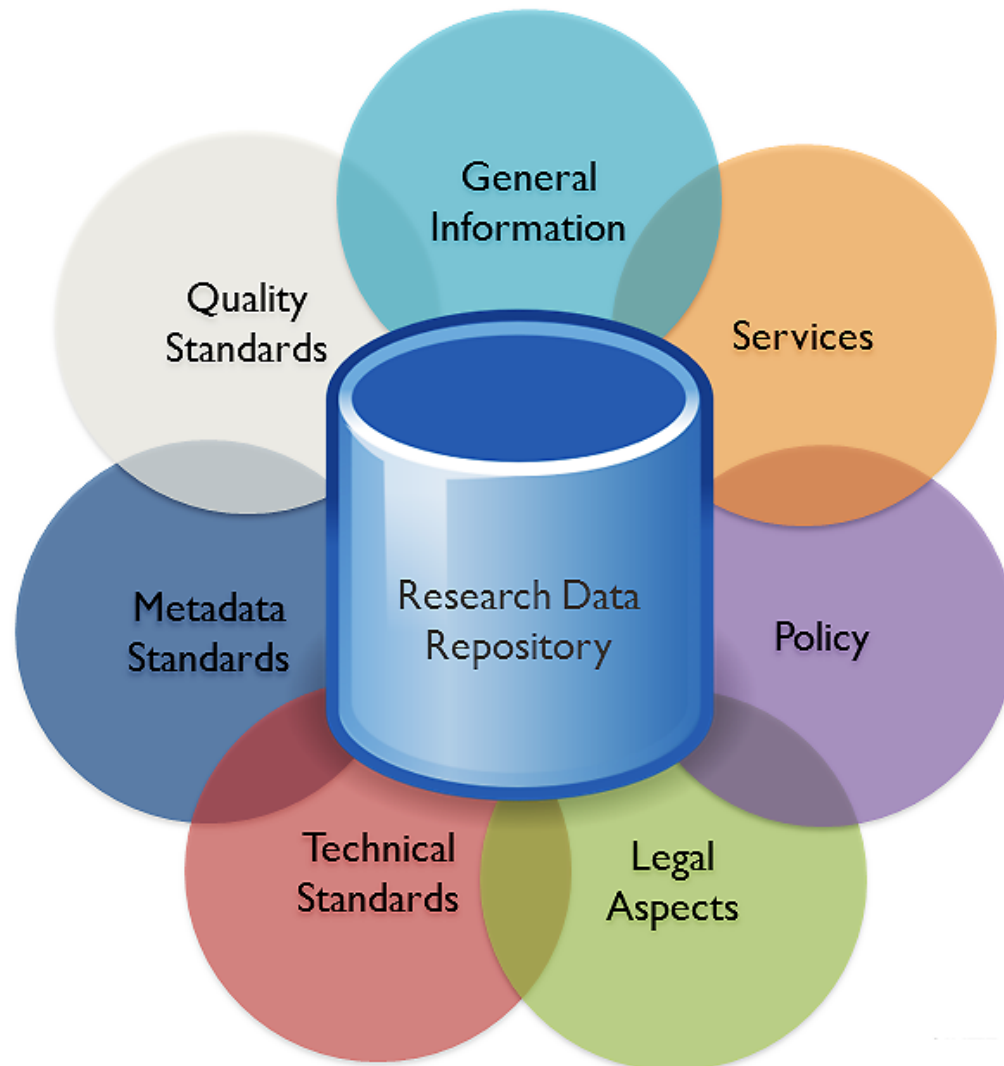 General
Information
Services
Policy
Legal
Aspects
Technical
Standards
Metadata
Standards
Quality
Standards
Research Data
Repository